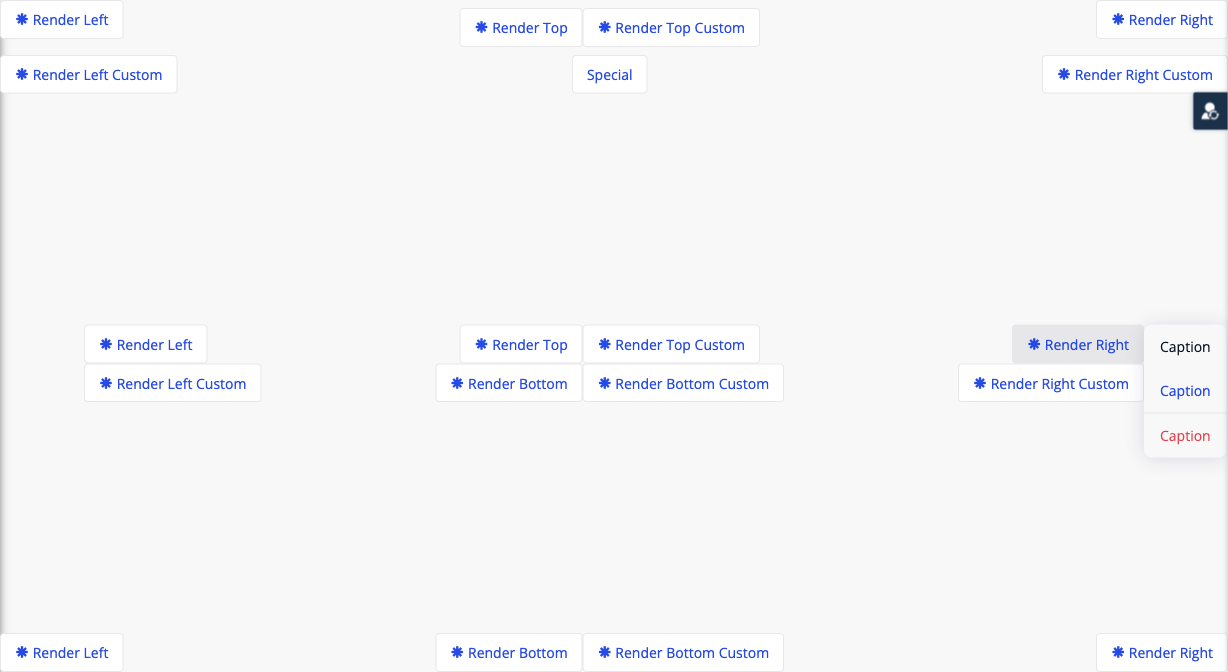 Render Left
Render Top
Render Top Custom
Render Right
Render Left Custom
Special
Render Right Custom
Render Left
Render Top
Render Top Custom
Render Right
Caption
Render Left Custom
Render Bottom
Render Bottom Custom
Render Right Custom
Caption
Caption
Render Left
Render Bottom
Render Bottom Custom
Render Right